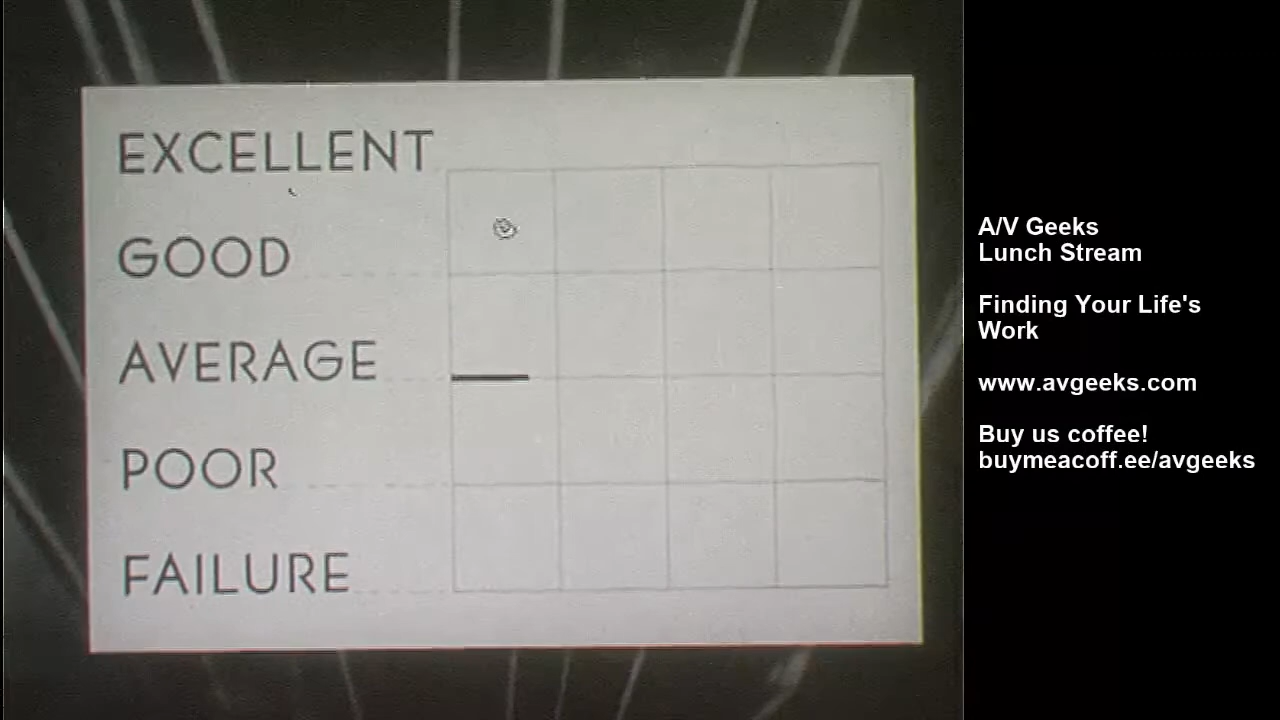 EXCELLENT
GOOD
AVERAGE
POOR
FAILURE
A/V Geeks
Lunch Stream
Finding Your Life's
Work
www.avgeeks.com
Buy us coffee!
buymeacoff.ee/avgeeks